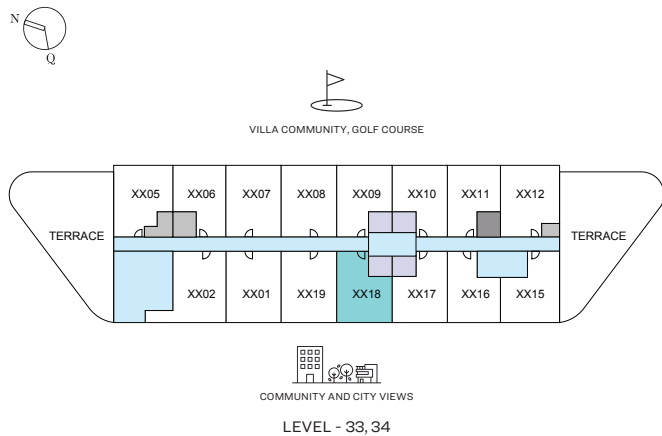 N
Q
VILLA COMMUNITY, GOLF COURSE
XX05 XX06 XX07 XX08 XX09 XX10 XX11 XX12
TERRACE TERRACE
XX02 XX01 XX19 XX18 XX17 XX16 XX15
COMMUNITY AND CITY VIEWS
LEVEL - 33, 34